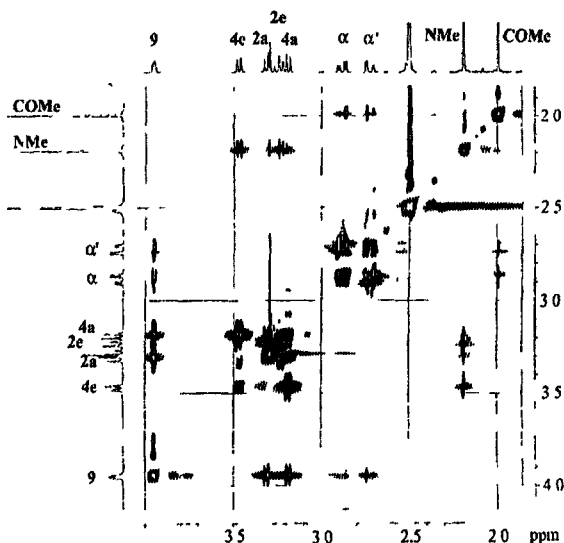 2e
9 4e 2a 4a α α' NMe COMe
COMe
NMe
α'
α
4a
2e
2a
4e
9
2 0
2.5
3 0
3.5
4 0
3 5 3 0 2.5 2 0 ppm